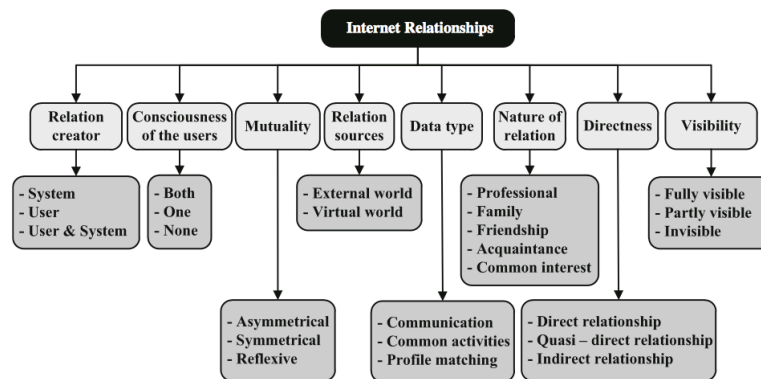 Internet Relationships
Relation
creator
Consciousness
of the users
Mutuality
Relation
sources
Data type
Nature of
relation
Directness
Visibility
- System
- User
- User & System
- Both
- One
- None
- External world
- Virtual world
- Professional
- Family
- Friendship
- Acquaintance
- Common interest
- Fully visible
- Partly visible
- Invisible
- Asymmetrical
- Symmetrical
- Reflexive
- Communication
- Common activities
- Profile matching
- Direct relationship
- Quasi – direct relationship
- Indirect relationship